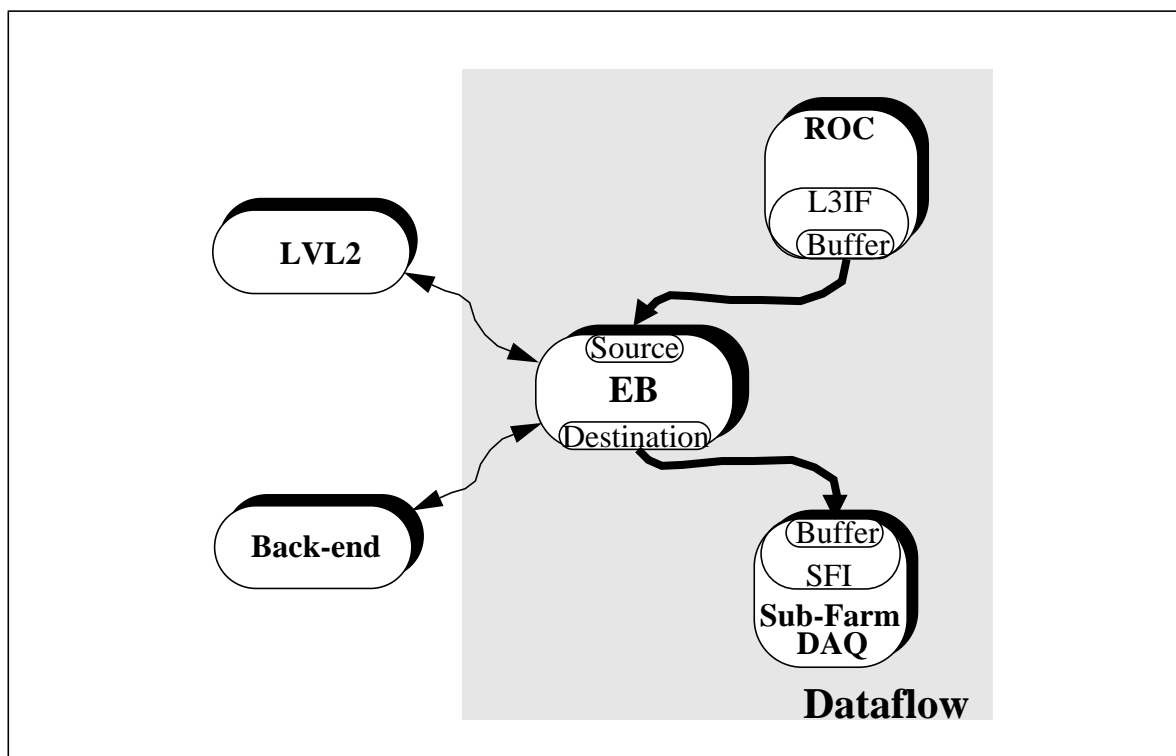 ROC
L3IF
Buffer
LVL2
Source
EB
Destination
Back-end
Buffer
SFI
Sub-Farm
DAQ
Dataflow